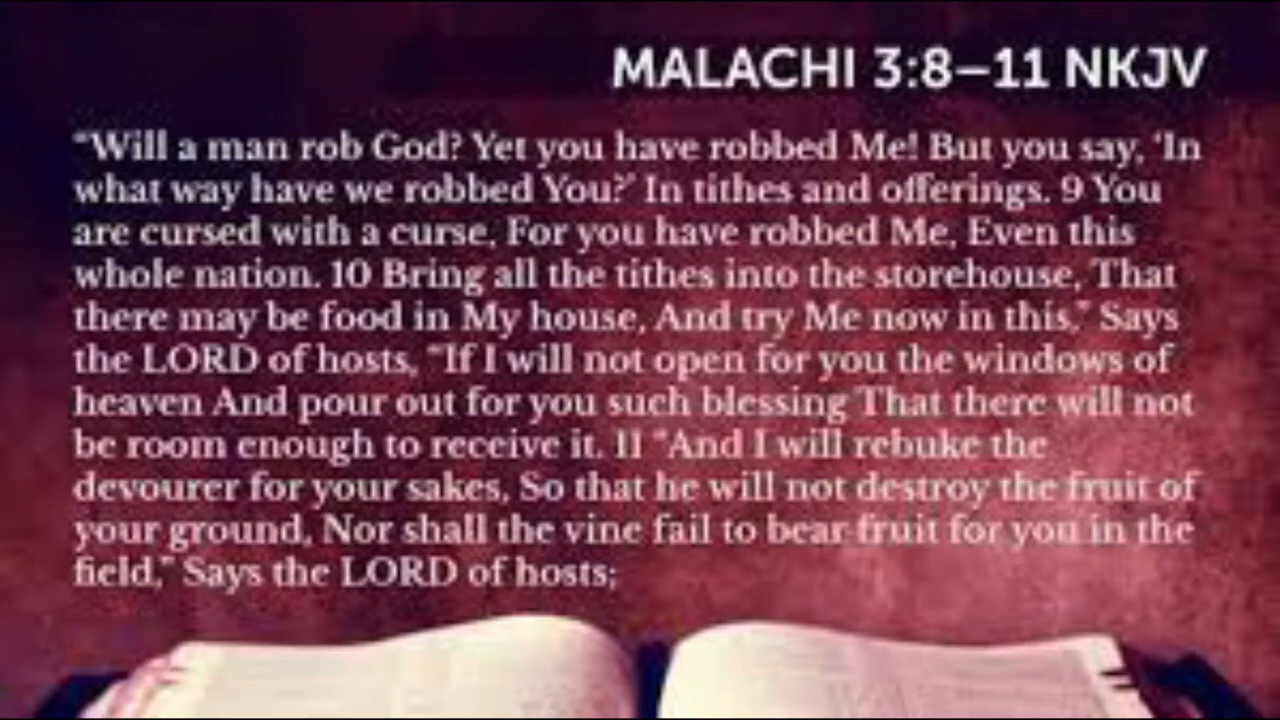 MALACHI 3:8–11 NKJV
“Will a man rob God? Yet you have robbed Me! But you say, ‘In
what way have we robbed You?’ In tithes and offerings. 9 You
are cursed with a curse, For you have robbed Me, Even this
whole nation. 10 Bring all the tithes into the storehouse, That
there may be food in My house, And try Me now in this,” Says
the LORD of hosts, “If I will not open for you the windows of
heaven And pour out for you such blessing That there will not
be room enough to receive it. 11 “And I will rebuke the
devourer for your sakes, So that he will not destroy the fruit of
your ground, Nor shall the vine fail to bear fruit for you in the
field,” Says the LORD of hosts;